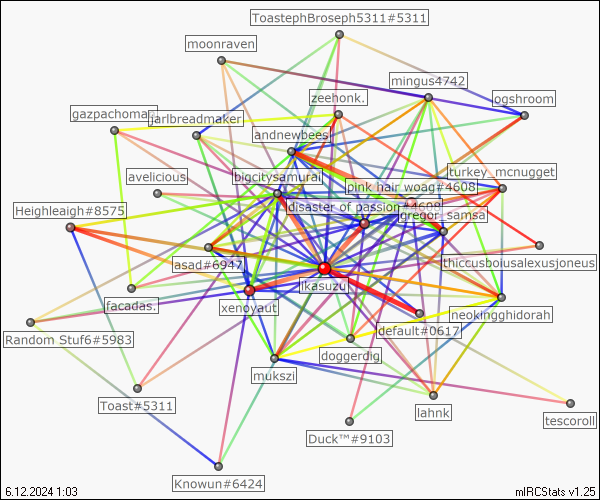 ToastephBroseph5311#5311
moonraven
mingus4742
zeehonk.
ogshroom
gazpachoma
jarlbreadmaker
andnewbees
avelicious
bigcitysamurai
turkey_mcnugget
pink hair woag#4608
disaster of passion#4608
Heighleaigh#8575
gregor_samsa
asad#6947
thiccusboiusalexusjoneus
ikasuzu
facadas.
xenoyaut
theokingghidorah
default#0617
Random Stuf6#5983
doggerdig
mukszi
Toast#5311
lahnk
tescoroll
Duck™#9103
Knowun#6424
6.12.2024 1:03
mIRCStats v1.25